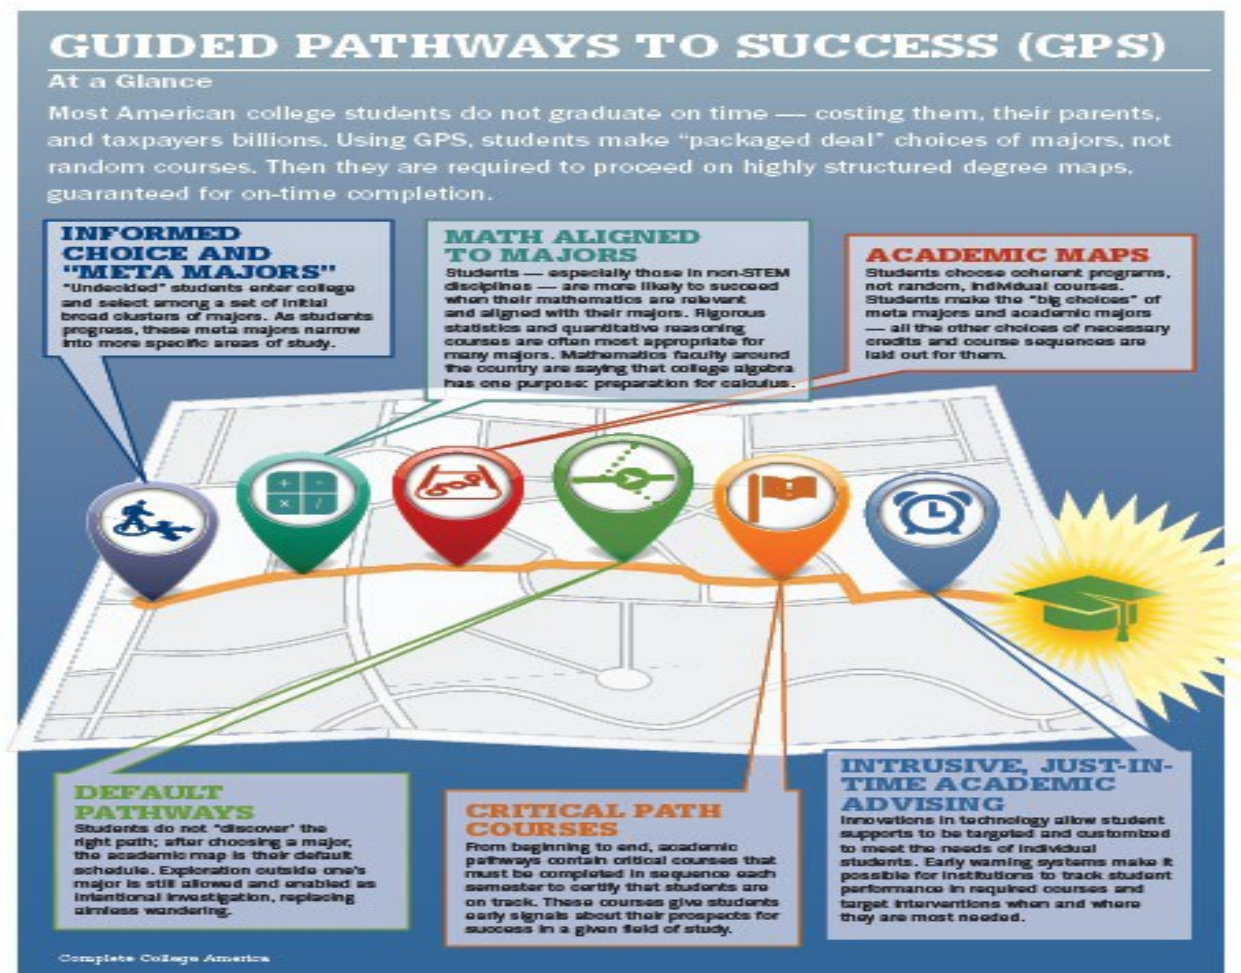 GUIDED PATHWAYS TO SUCCESS (GPS)
At a Glance
Most American college students do not graduate on time — costing them, their parents,
and taxpayers billions. Using GPS, students make “packaged deal” choices of majors, not
random courses. Then they are required to proceed on highly structured degree maps,
guaranteed for on-time completion.
INFORMED
CHOICE AND
“META MAJORS”
“Undecided” students enter college
and select among a set of initial
broad clusters of majors. As students
progress, these meta majors narrow
into more specific areas of study.
MATH ALIGNED
TO MAJORS
Students — especially those in non-STEM
disciplines — are more likely to succeed
when their mathematics are relevant
and aligned with their majors. Rigorous
statistics and quantitative reasoning
courses are often most appropriate for
many majors. Mathematics faculty around
the country are saying that college algebra
has one purpose: preparation for calculus.
ACADEMIC MAPS
Students choose coherent programs,
not random, individual courses.
Students make the “big choices” of
meta majors and academic majors
— all the other choices of necessary
credits and course sequences are
laid out for them.
DEFAULT
PATHWAYS
Students do not “discover’ the
right path; after choosing a major,
the academic map is their default
schedule. Exploration outside one’s
major is still allowed and enabled as
intentional investigation, replacing
aimless wandering.
CRITICAL PATH
COURSES
From beginning to end, academic
pathways contain critical courses that
must be completed in sequence each
semester to certify that students are
on track. These courses give students
early signals about their prospects for
success in a given field of study.
INTRUSIVE, JUST-IN-
TIME ACADEMIC
ADVISING
Innovations in technology allow student
supports to be targeted and customized
to meet the needs of individual
students. Early warning systems make it
possible for institutions to track student
performance in required courses and
target interventions when and where
they are most needed.
Complete College America